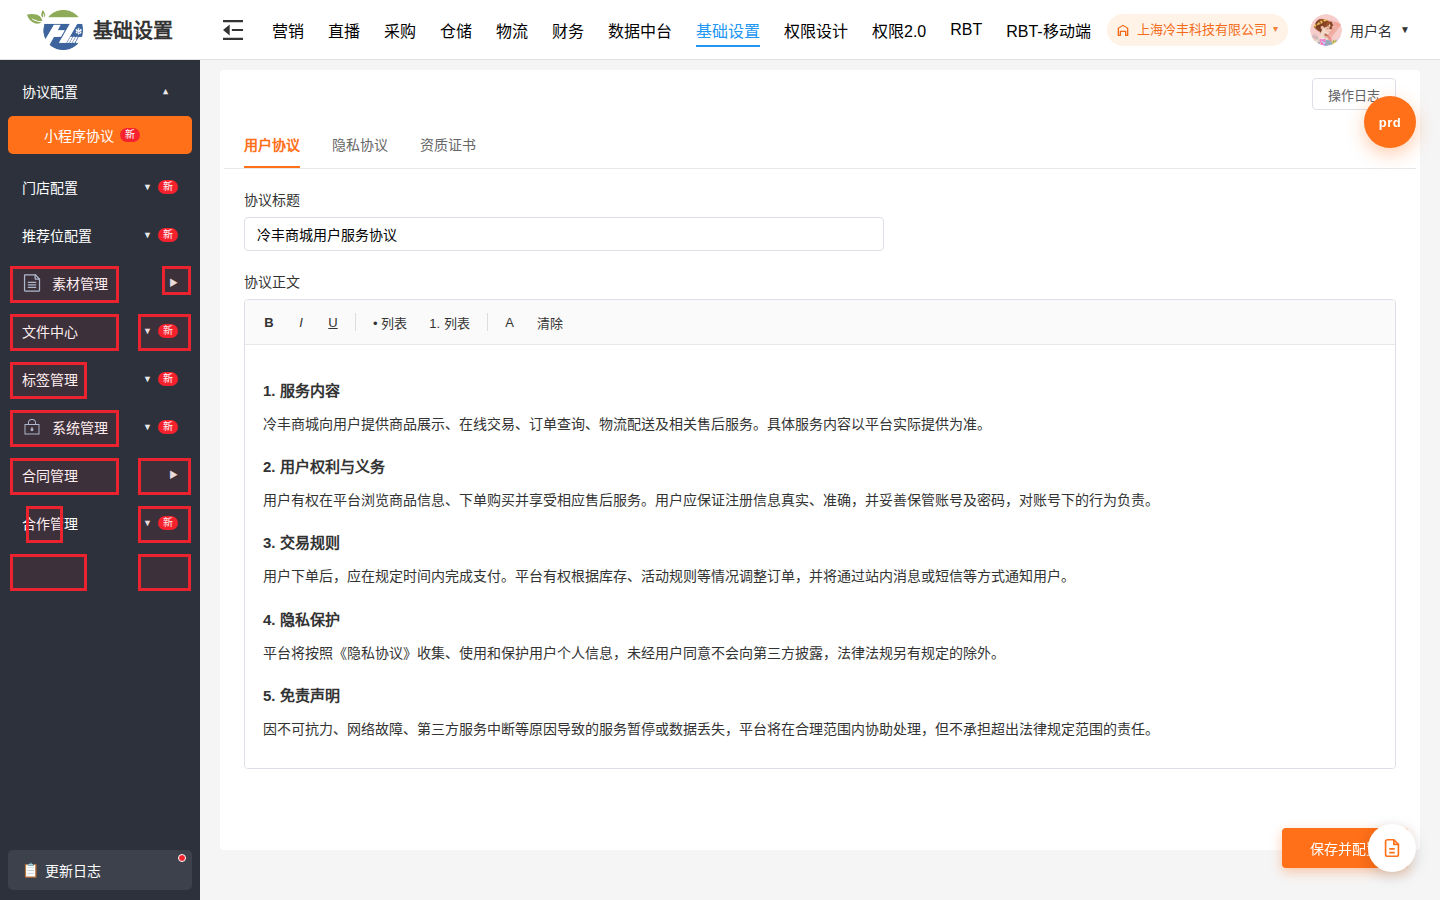 基础设置
营销 直播 采购 仓储 物流 财务 数据中台 基础设置 权限设计 权限2.0 RBT RBT-移动端
上海冷丰科技有限公司
用户名
协议配置
小程序协议 新
门店配置 新
推荐位配置 新
素材管理
文件中心 新
标签管理 新
系统管理 新
合同管理
合作管理 新
更新日志
操作日志
prd
用户协议 隐私协议 资质证书
协议标题
冷丰商城用户服务协议
协议正文
B I U • 列表 1. 列表 A 清除
1. 服务内容
冷丰商城向用户提供商品展示、在线交易、订单查询、物流配送及相关售后服务。具体服务内容以平台实际提供为准。
2. 用户权利与义务
用户有权在平台浏览商品信息、下单购买并享受相应售后服务。用户应保证注册信息真实、准确，并妥善保管账号及密码，对账号下的行为负责。
3. 交易规则
用户下单后，应在规定时间内完成支付。平台有权根据库存、活动规则等情况调整订单，并将通过站内消息或短信等方式通知用户。
4. 隐私保护
平台将按照《隐私协议》收集、使用和保护用户个人信息，未经用户同意不会向第三方披露，法律法规另有规定的除外。
5. 免责声明
因不可抗力、网络故障、第三方服务中断等原因导致的服务暂停或数据丢失，平台将在合理范围内协助处理，但不承担超出法律规定范围的责任。
保存并配